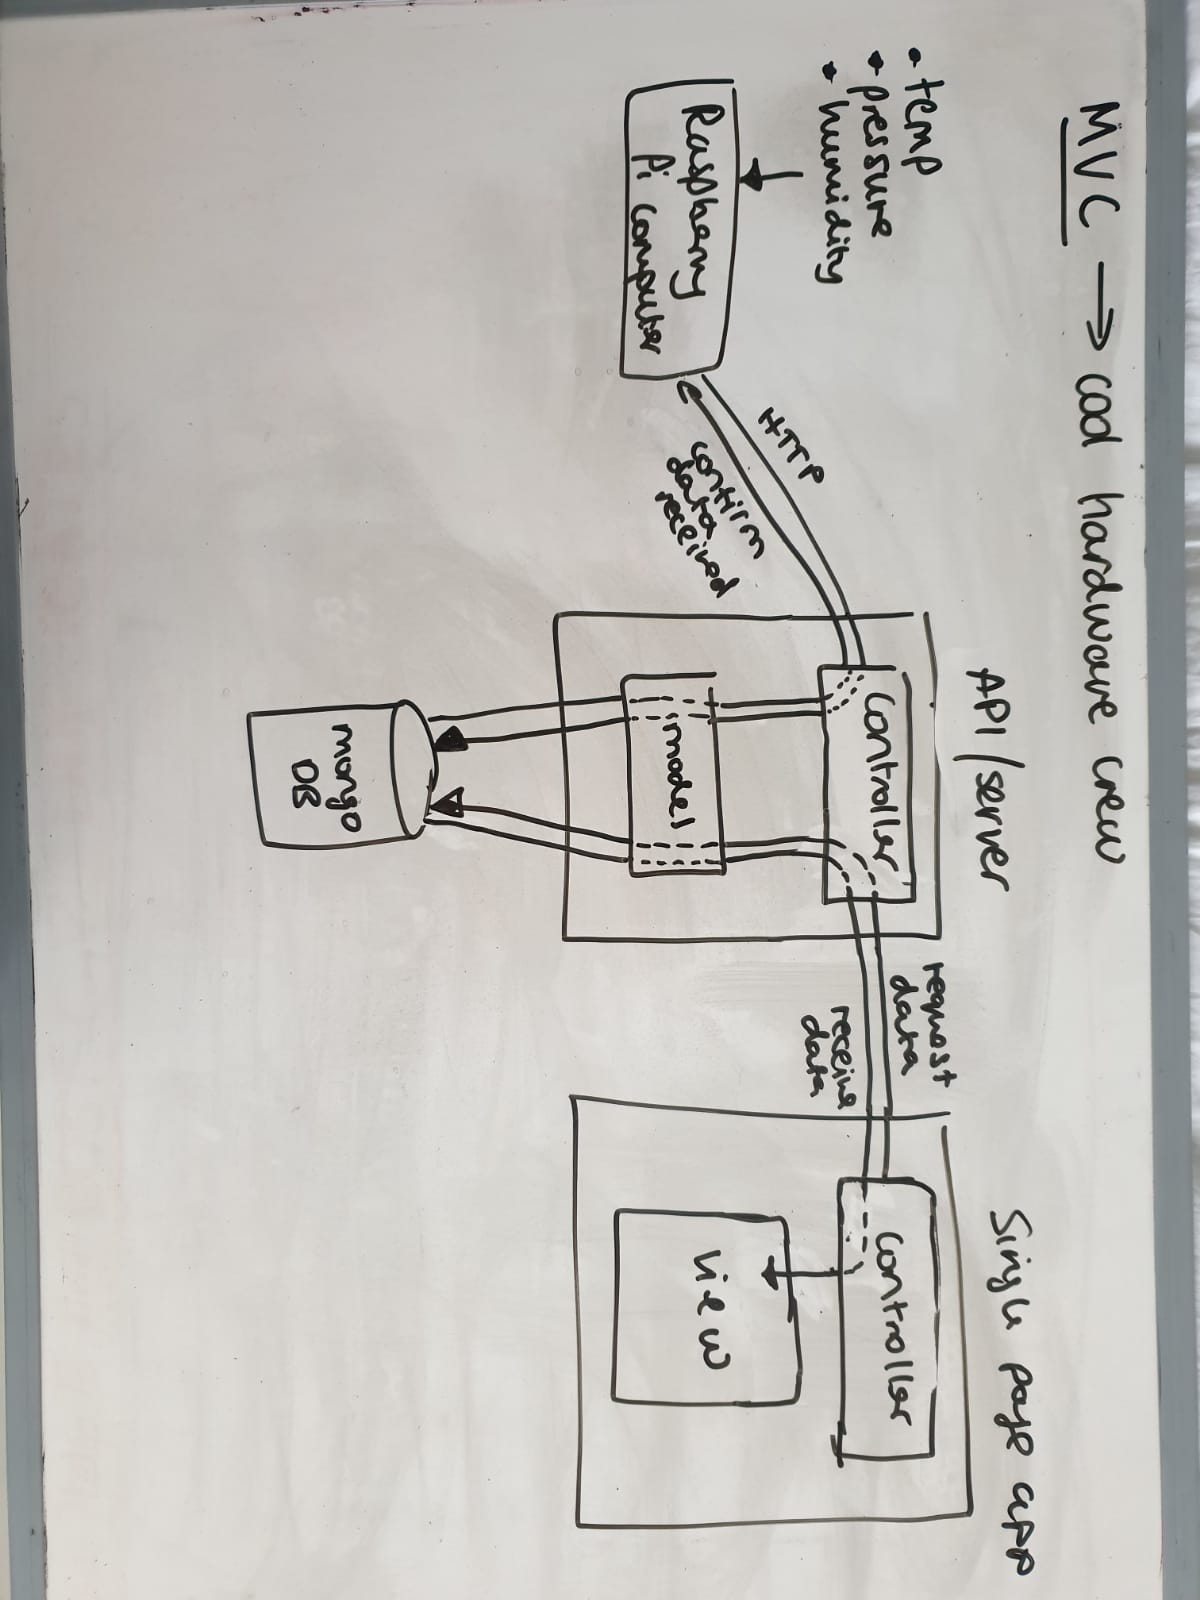 MVC → cool hardware crew
• temp
• pressure
• humidity
Raspberry
Pi computer
HTTP
confirm
data
received
API/server
Controller
model
mongo
DB
request
data
receive
data
Single page app
Controller
View